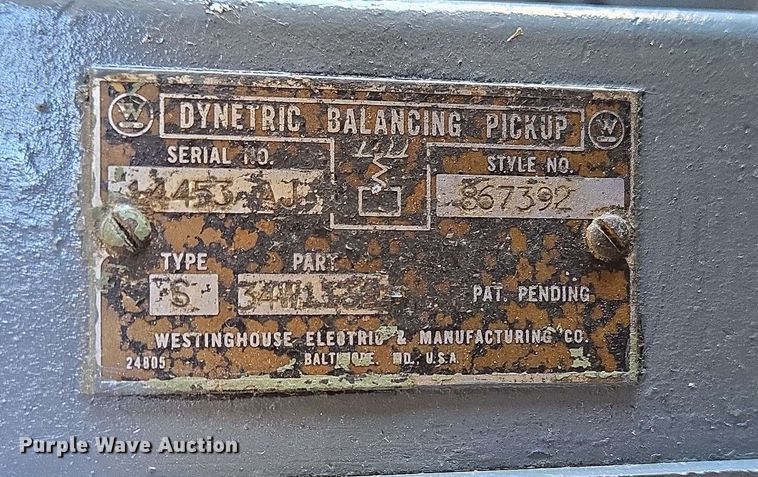 DYNETRIC BALANCING PICKUP
SERIAL NO.
STYLE NO.
867392
TYPE
PART
S
PAT. PENDING
WESTINGHOUSE ELECTRIC & MANUFACTURING CO.
24805
BALTIMORE, MD., U.S.A.
Purple Wave Auction